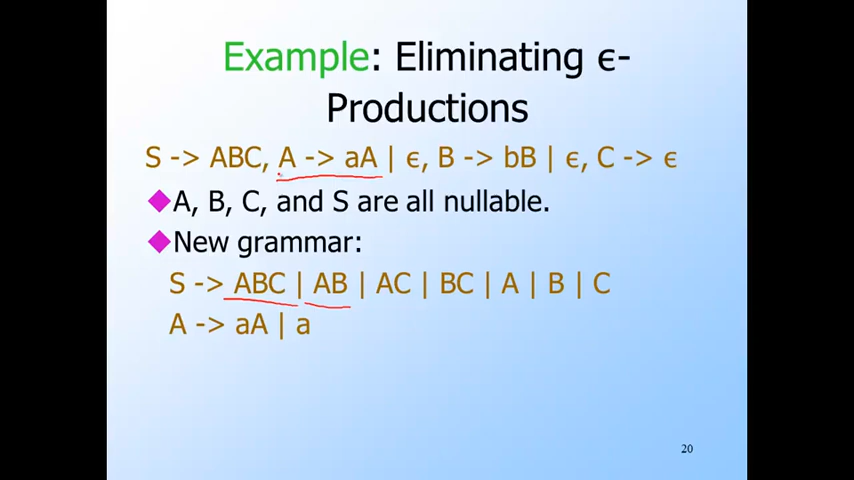 Example: Eliminating ϵ-
Productions
S -> ABC, A -> aA | ϵ, B -> bB | ϵ, C -> ϵ
A, B, C, and S are all nullable.
New grammar:
S -> ABC | AB | AC | BC | A | B | C
A -> aA | a
20